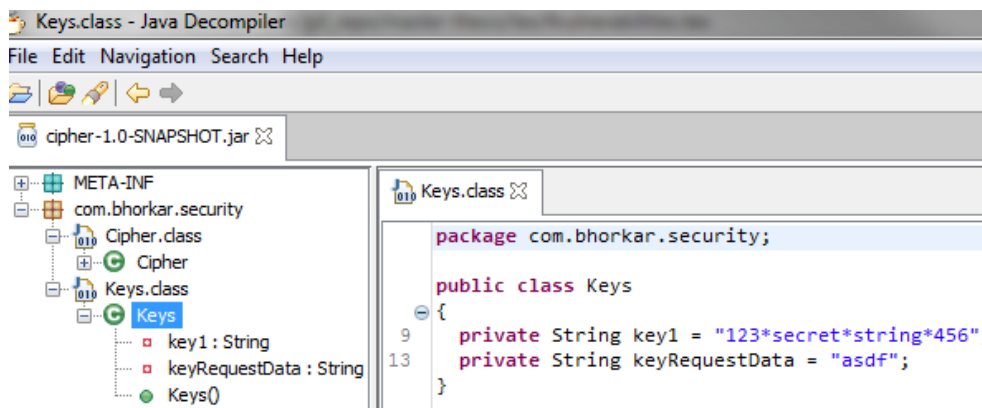 Keys.class - Java Decompiler
File Edit Navigation Search Help
cipher-1.0-SNAPSHOT.jar
META-INF
com.bhorkar.security
Cipher.class
Cipher
Keys.class
Keys
key1 : String
keyRequestData : String
Keys()
Keys.class
package com.bhorkar.security;
public class Keys
{
9 private String key1 = "123*secret*string*456"
13 private String keyRequestData = "asdf";
}